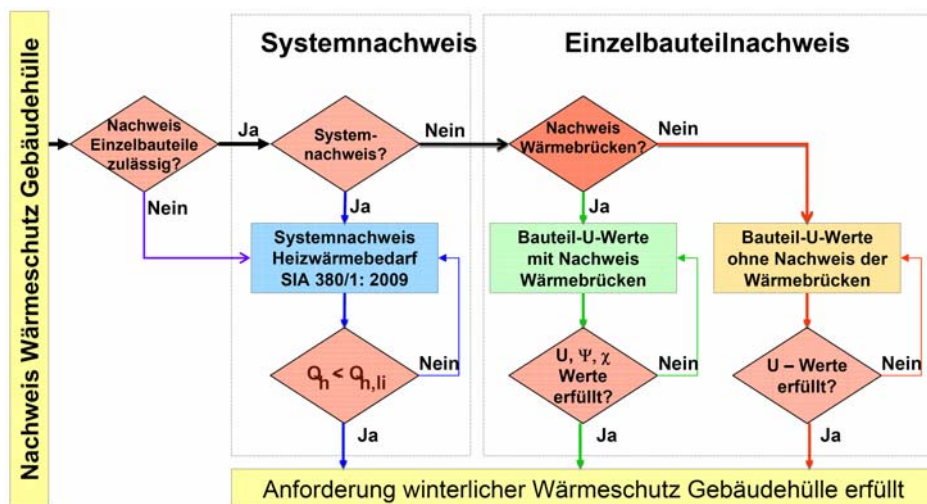 Nachweis Wärmeschutz Gebäudehülle
Systemnachweis
Einzelbauteilnachweis
Nachweis
Einzelbauteile
zulässig?
Ja
System-
nachweis?
Nein
Nachweis
Wärmebrücken?
Nein
Nein
Ja
Ja
Systemnachweis
Heizwärmebedarf
SIA 380/1: 2009
Bauteil-U-Werte
mit Nachweis
Wärmebrücken
Bauteil-U-Werte
ohne Nachweis der
Wärmebrücken
Qh < Qh,li
Nein
U, Ψ, χ
Werte
erfüllt?
Nein
U – Werte
erfüllt?
Nein
Ja
Ja
Ja
Anforderung winterlicher Wärmeschutz Gebäudehülle erfüllt